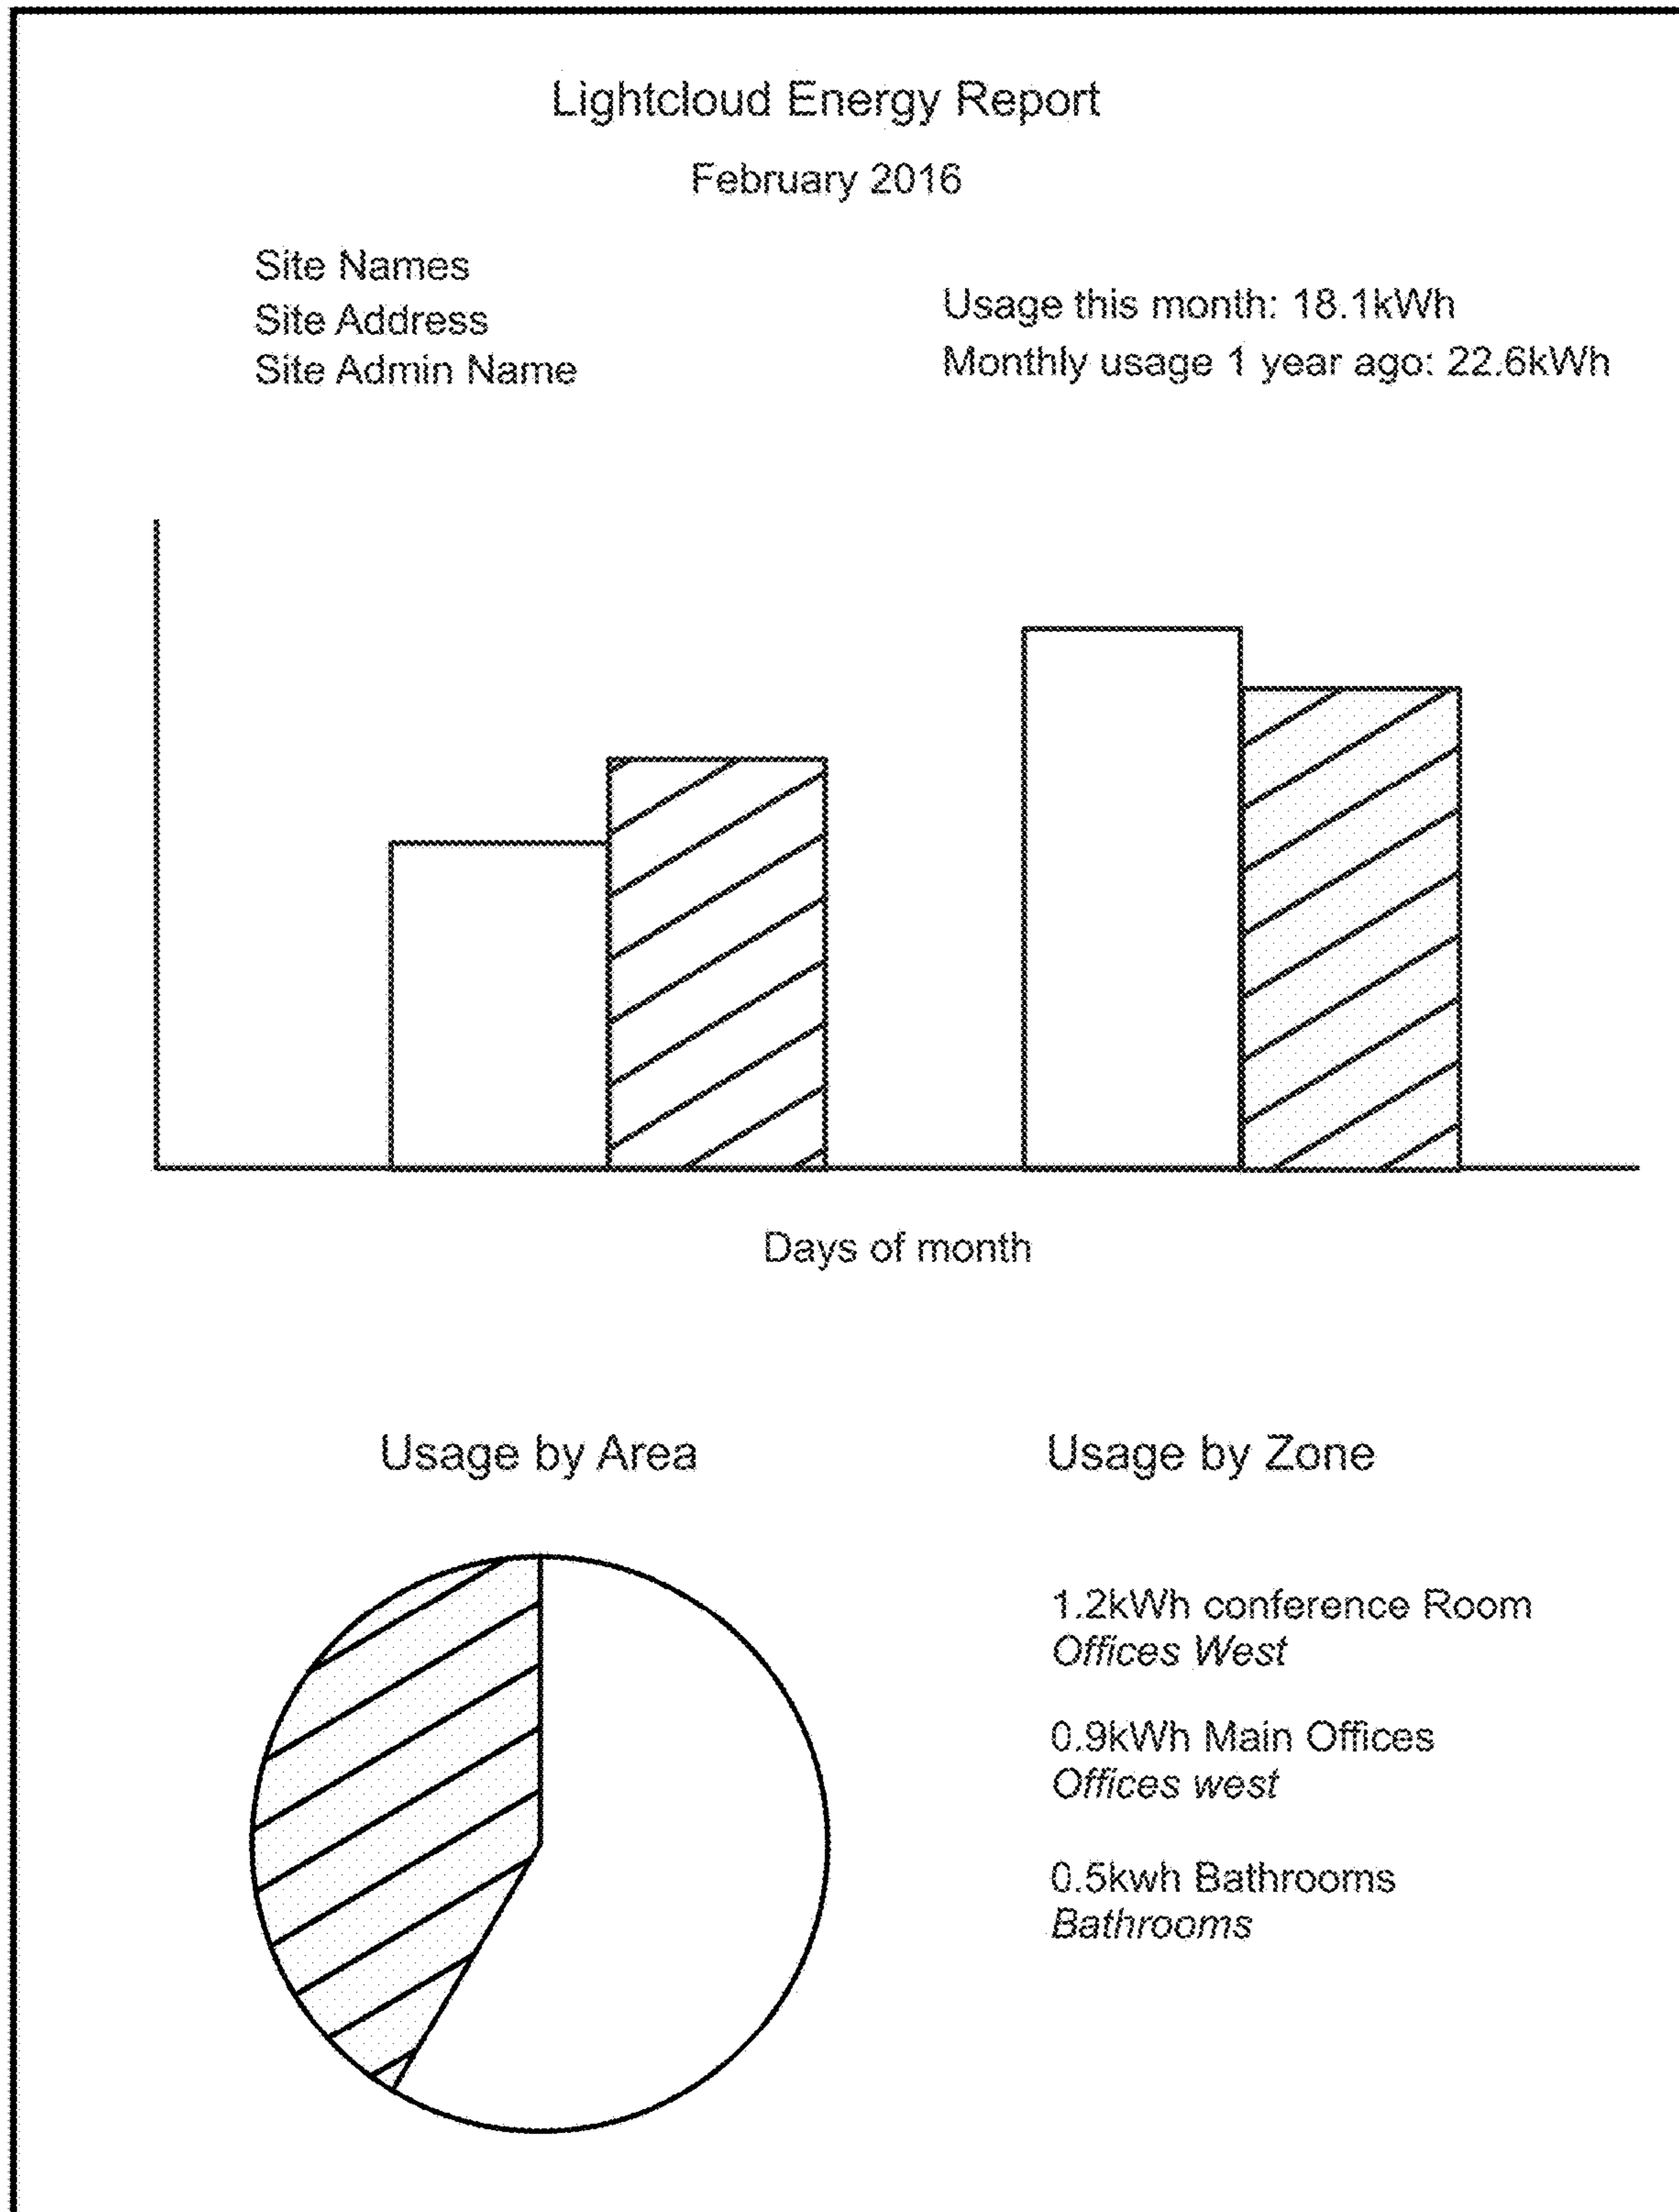 Lightcloud Energy Report
February 2016
Site Names
Site Address
Site Admin Name
Usage this month: 18.1kWh
Monthly usage 1 year ago: 22.6kWh
Days of month
Usage by Area
Usage by Zone
1.2kWh conference Room
Offices West
0.9kWh Main Offices
Offices west
0.5kwh Bathrooms
Bathrooms